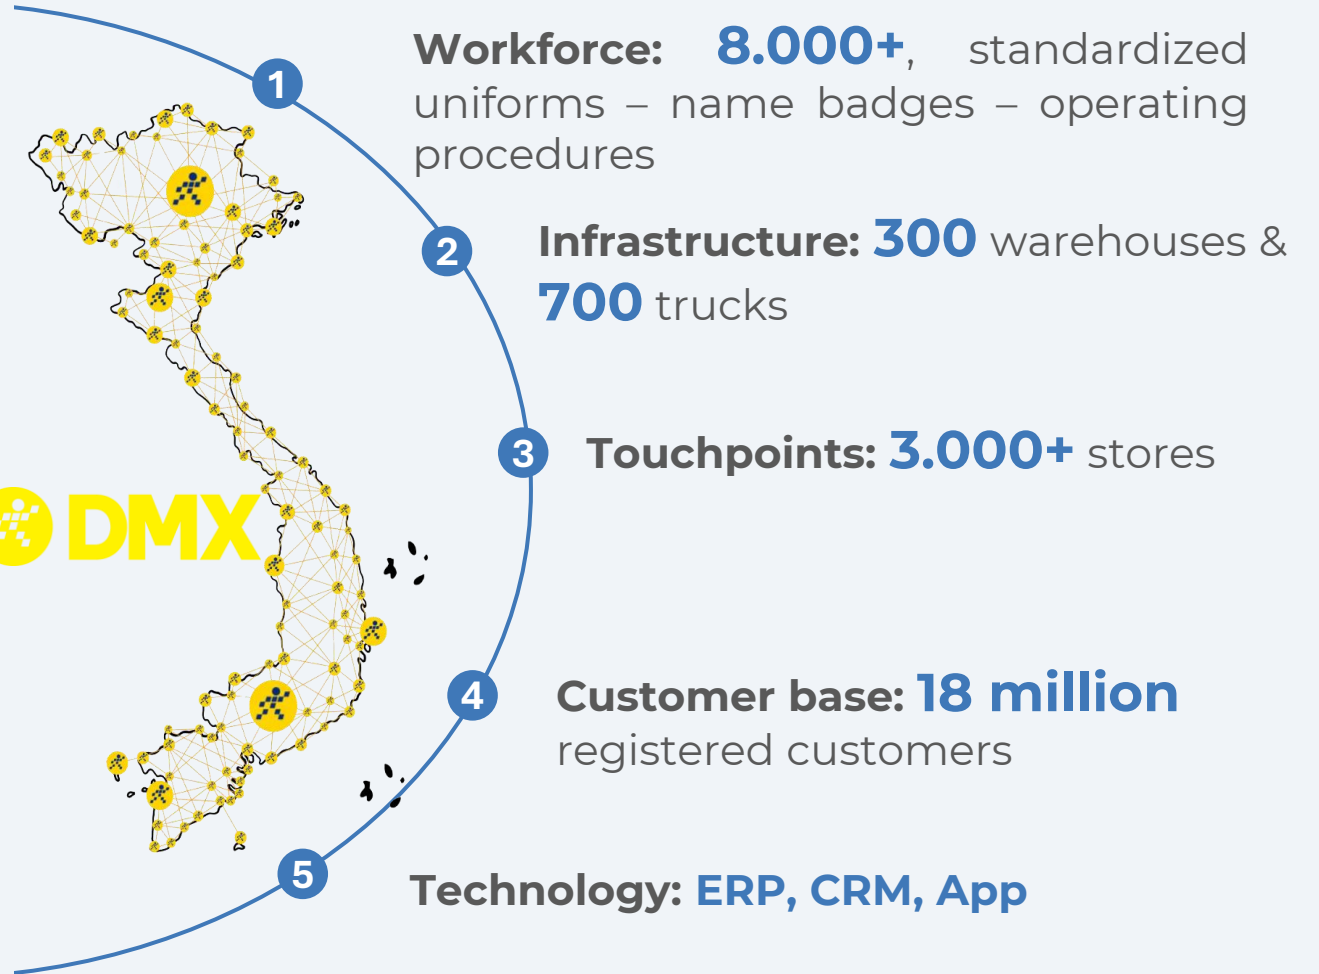 1
Workforce: 8.000+, standardized
uniforms – name badges – operating
procedures
2
Infrastructure: 300 warehouses &
700 trucks
3
Touchpoints: 3.000+ stores
DMX
4
Customer base: 18 million
registered customers
5
Technology: ERP, CRM, App